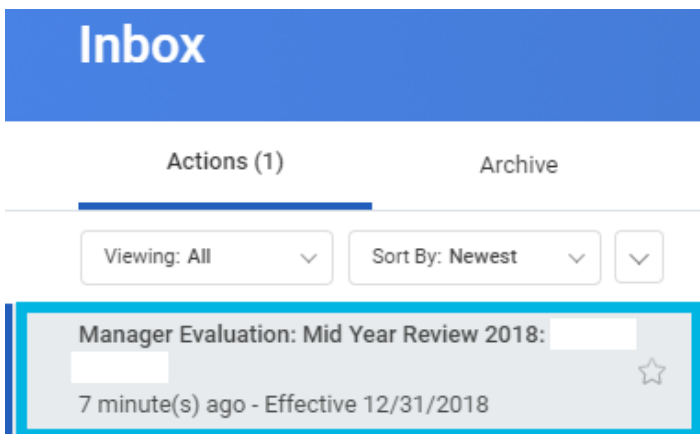 Inbox
Actions (1) Archive
Viewing: All Sort By: Newest
Manager Evaluation: Mid Year Review 2018:
7 minute(s) ago - Effective 12/31/2018